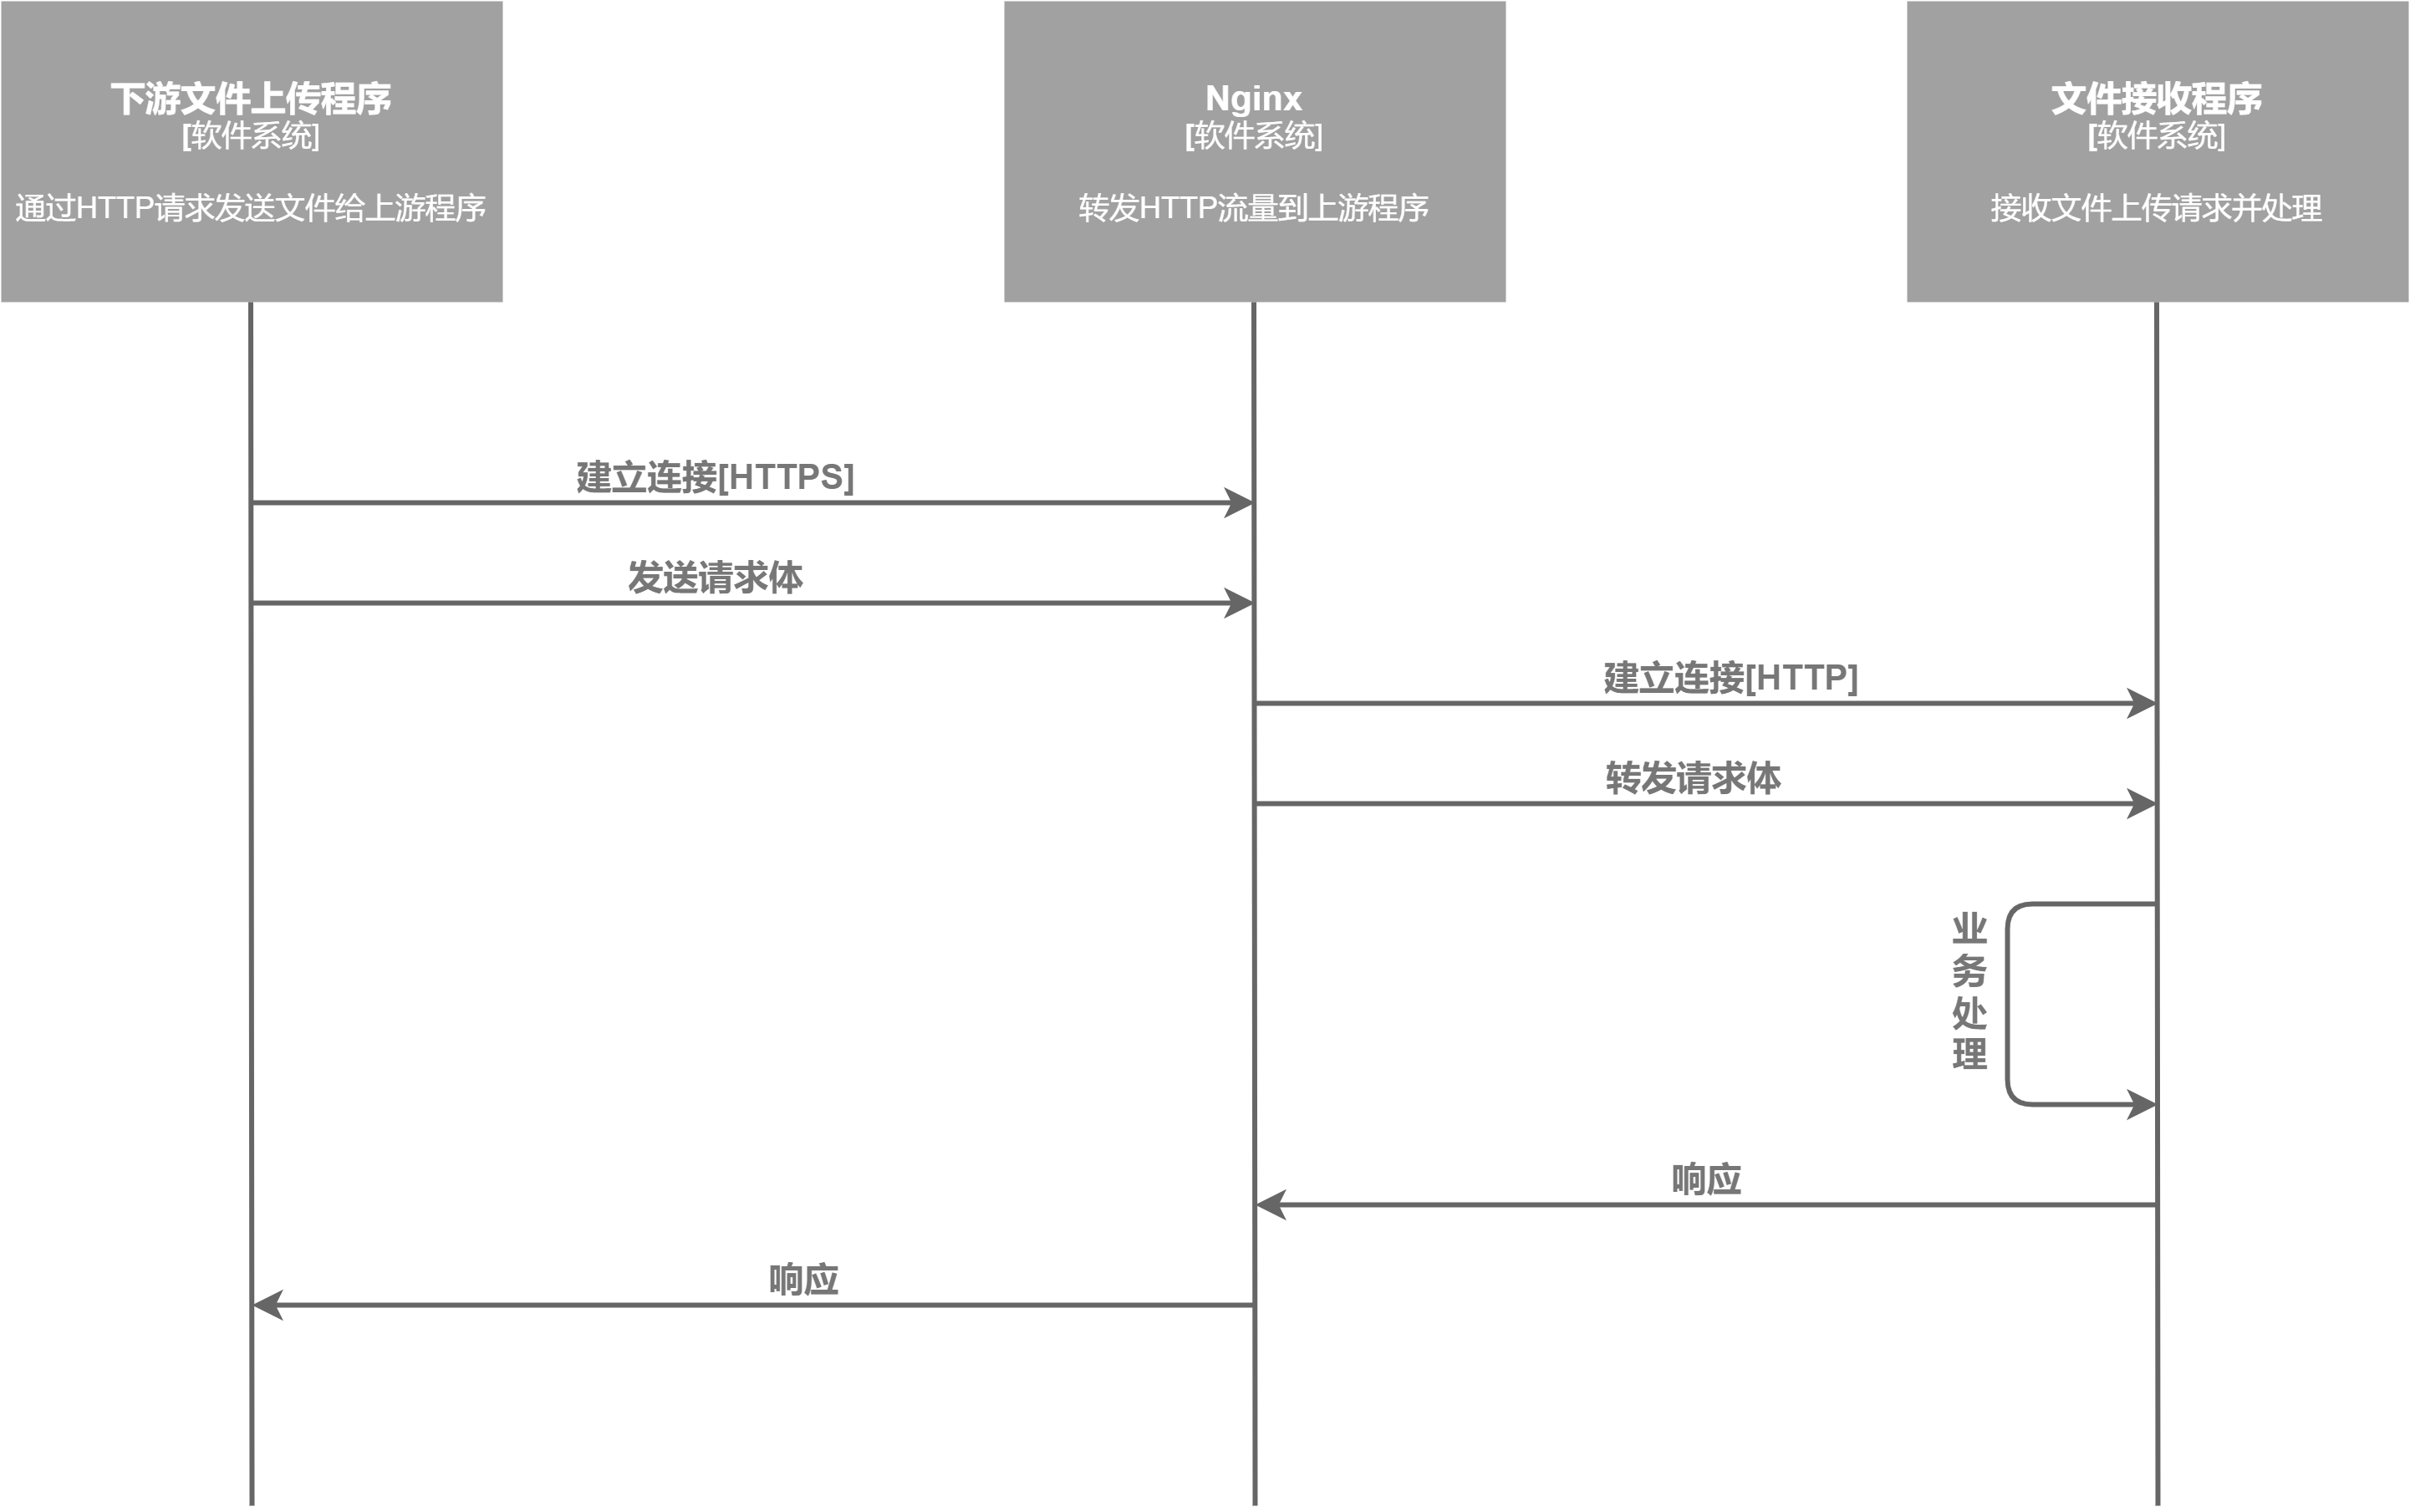 下游文件上传程序
[软件系统]
通过HTTP请求发送文件给上游程序
Nginx
[软件系统]
转发HTTP流量到上游程序
文件接收程序
[软件系统]
接收文件上传请求并处理
建立连接[HTTPS]
发送请求体
建立连接[HTTP]
转发请求体
业
务
处
理
响应
响应